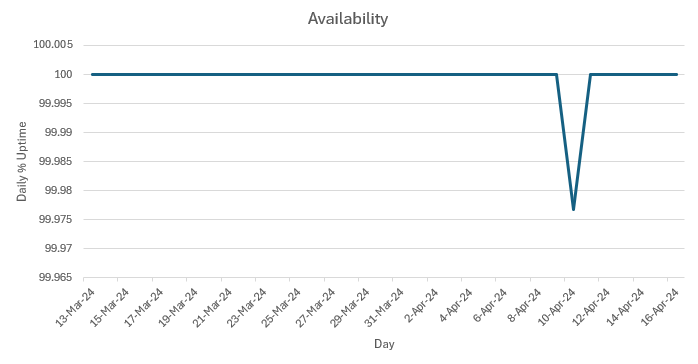 Availability
100.005
100
99.995
99.99
99.985
99.98
99.975
99.97
99.965
Daily % Uptime
13-Mar-24
15-Mar-24
17-Mar-24
19-Mar-24
21-Mar-24
23-Mar-24
25-Mar-24
27-Mar-24
29-Mar-24
31-Mar-24
2-Apr-24
4-Apr-24
6-Apr-24
8-Apr-24
10-Apr-24
12-Apr-24
14-Apr-24
16-Apr-24
Day